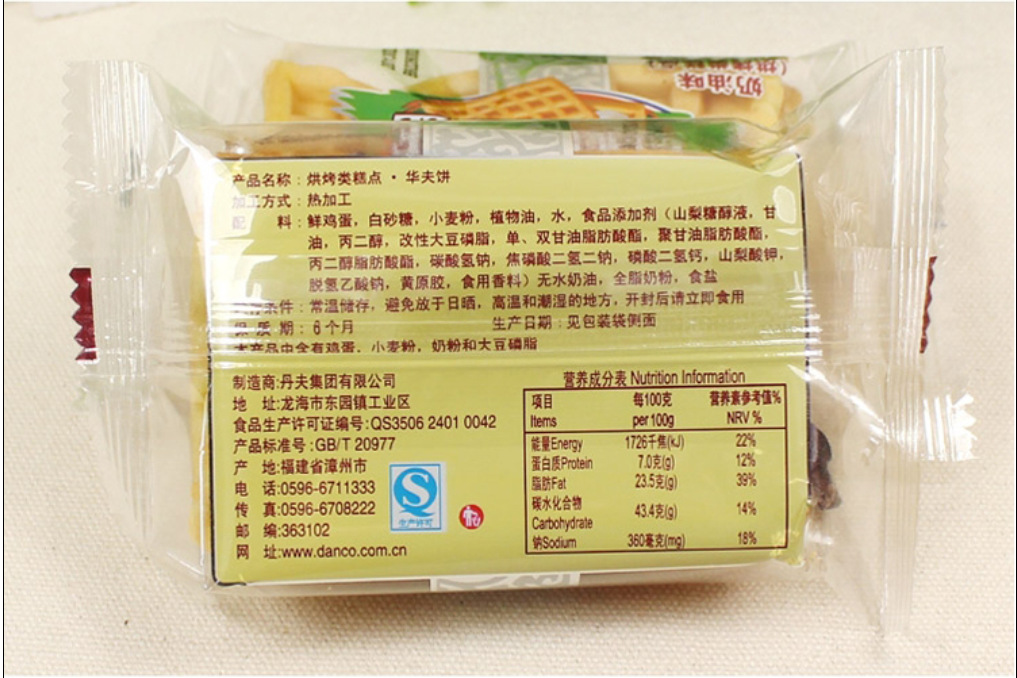 奶油味
产品名称：烘烤类糕点·华夫饼
加工方式：热加工
配 料：鲜鸡蛋，白砂糖，小麦粉，植物油，水，食品添加剂（山梨糖醇液，甘
油，丙二醇，改性大豆磷脂，单、双甘油脂肪酸酯，聚甘油脂肪酸酯，
丙二醇脂肪酸酯，碳酸氢钠，焦磷酸二氢二钠，磷酸二氢钙，山梨酸钾，
脱氢乙酸钠，黄原胶，食用香料）无水奶油，全脂奶粉，食盐
条件：常温储存，避免放于日晒，高温和潮湿的地方，开封后请立即食用
保 质 期：6个月 生产日期：见包装袋侧面
本产品中含有鸡蛋，小麦粉，奶粉和大豆磷脂
制造商:丹夫集团有限公司
地 址:龙海市东园镇工业区
食品生产许可证编号:QS3506 2401 0042
产品标准号:GB/T 20977
产 地:福建省漳州市
电 话:0596-6711333
传 真:0596-6708222
邮 编:363102
网 址:www.danco.com.cn
S
生产许可
营养成分表 Nutrition Information
项目 每100克 营养素参考值%
Items per100g NRV %
能量Energy 1726千焦(kJ) 22%
蛋白质Protein 7.0克(g) 12%
脂肪Fat 23.5克(g) 39%
碳水化合物
Carbohydrate 43.4克(g) 14%
钠Sodium 360毫克(mg) 18%